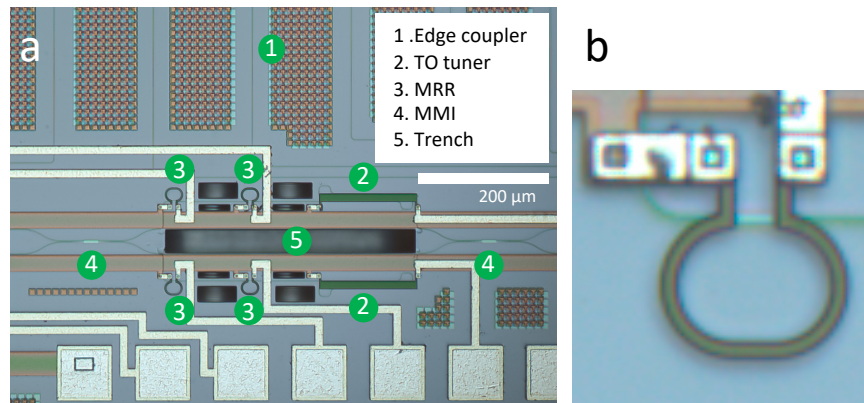 a
b
1 .Edge coupler
2. TO tuner
3. MRR
4. MMI
5. Trench
200 µm
1
3
3
2
5
4
4
3
3
2